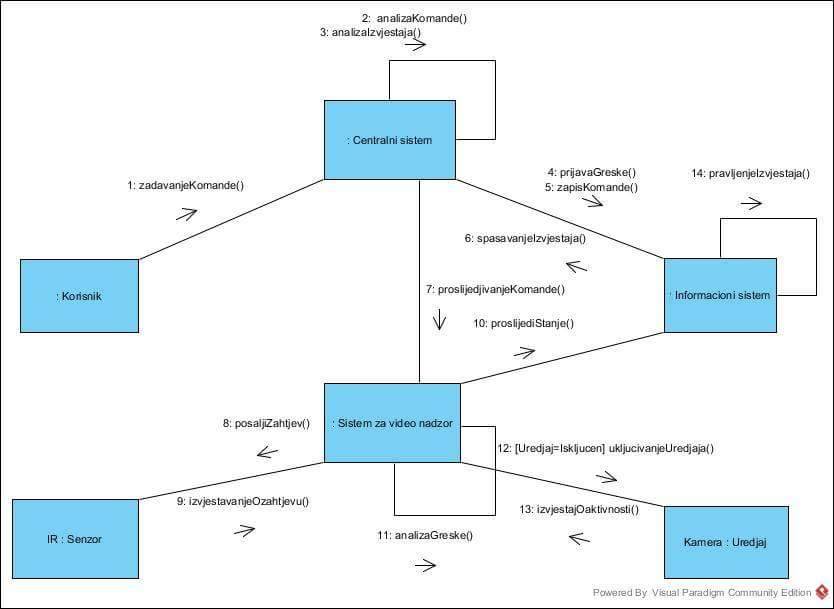 2: analizaKomande()
3: analizaIzvjestaja()
: Centralni sistem
1: zadavanjeKomande()
4: prijavaGreske()
5: zapisKomande()
14: pravljenjeIzvjestaja()
6: spasavanjeIzvjestaja()
: Korisnik
7: proslijedjivanjeKomande()
: Informacioni sistem
10: proslijediStanje()
8: posaljiZahtjev()
: Sistem za video nadzor
12: [Uredjaj=Iskljucen] ukljucivanjeUredjaja()
9: izvjestavanjeOzahtjevu()
13: izvjestajOaktivnosti()
11: analizaGreske()
IR : Senzor
Kamera : Uredjaj
Powered By Visual Paradigm Community Edition